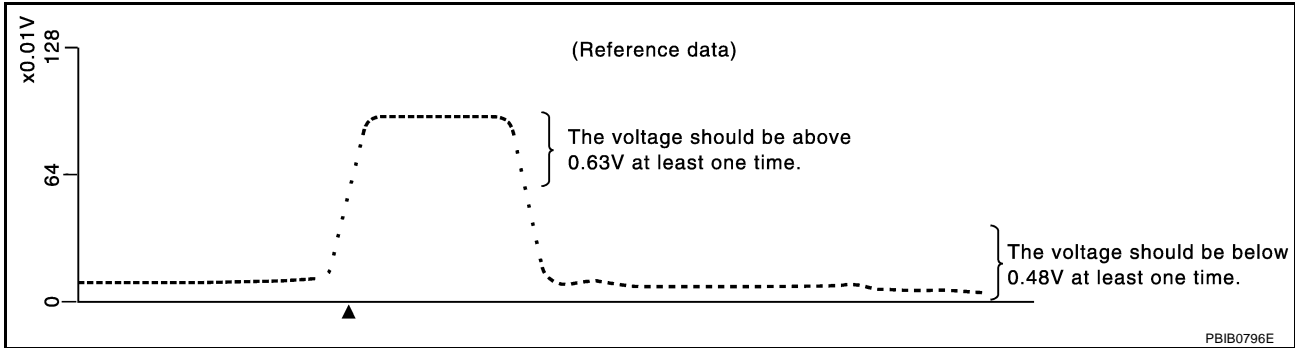 x0.01V
128
64
0
(Reference data)
The voltage should be above
0.63V at least one time.
The voltage should be below
0.48V at least one time.
PBIB0796E